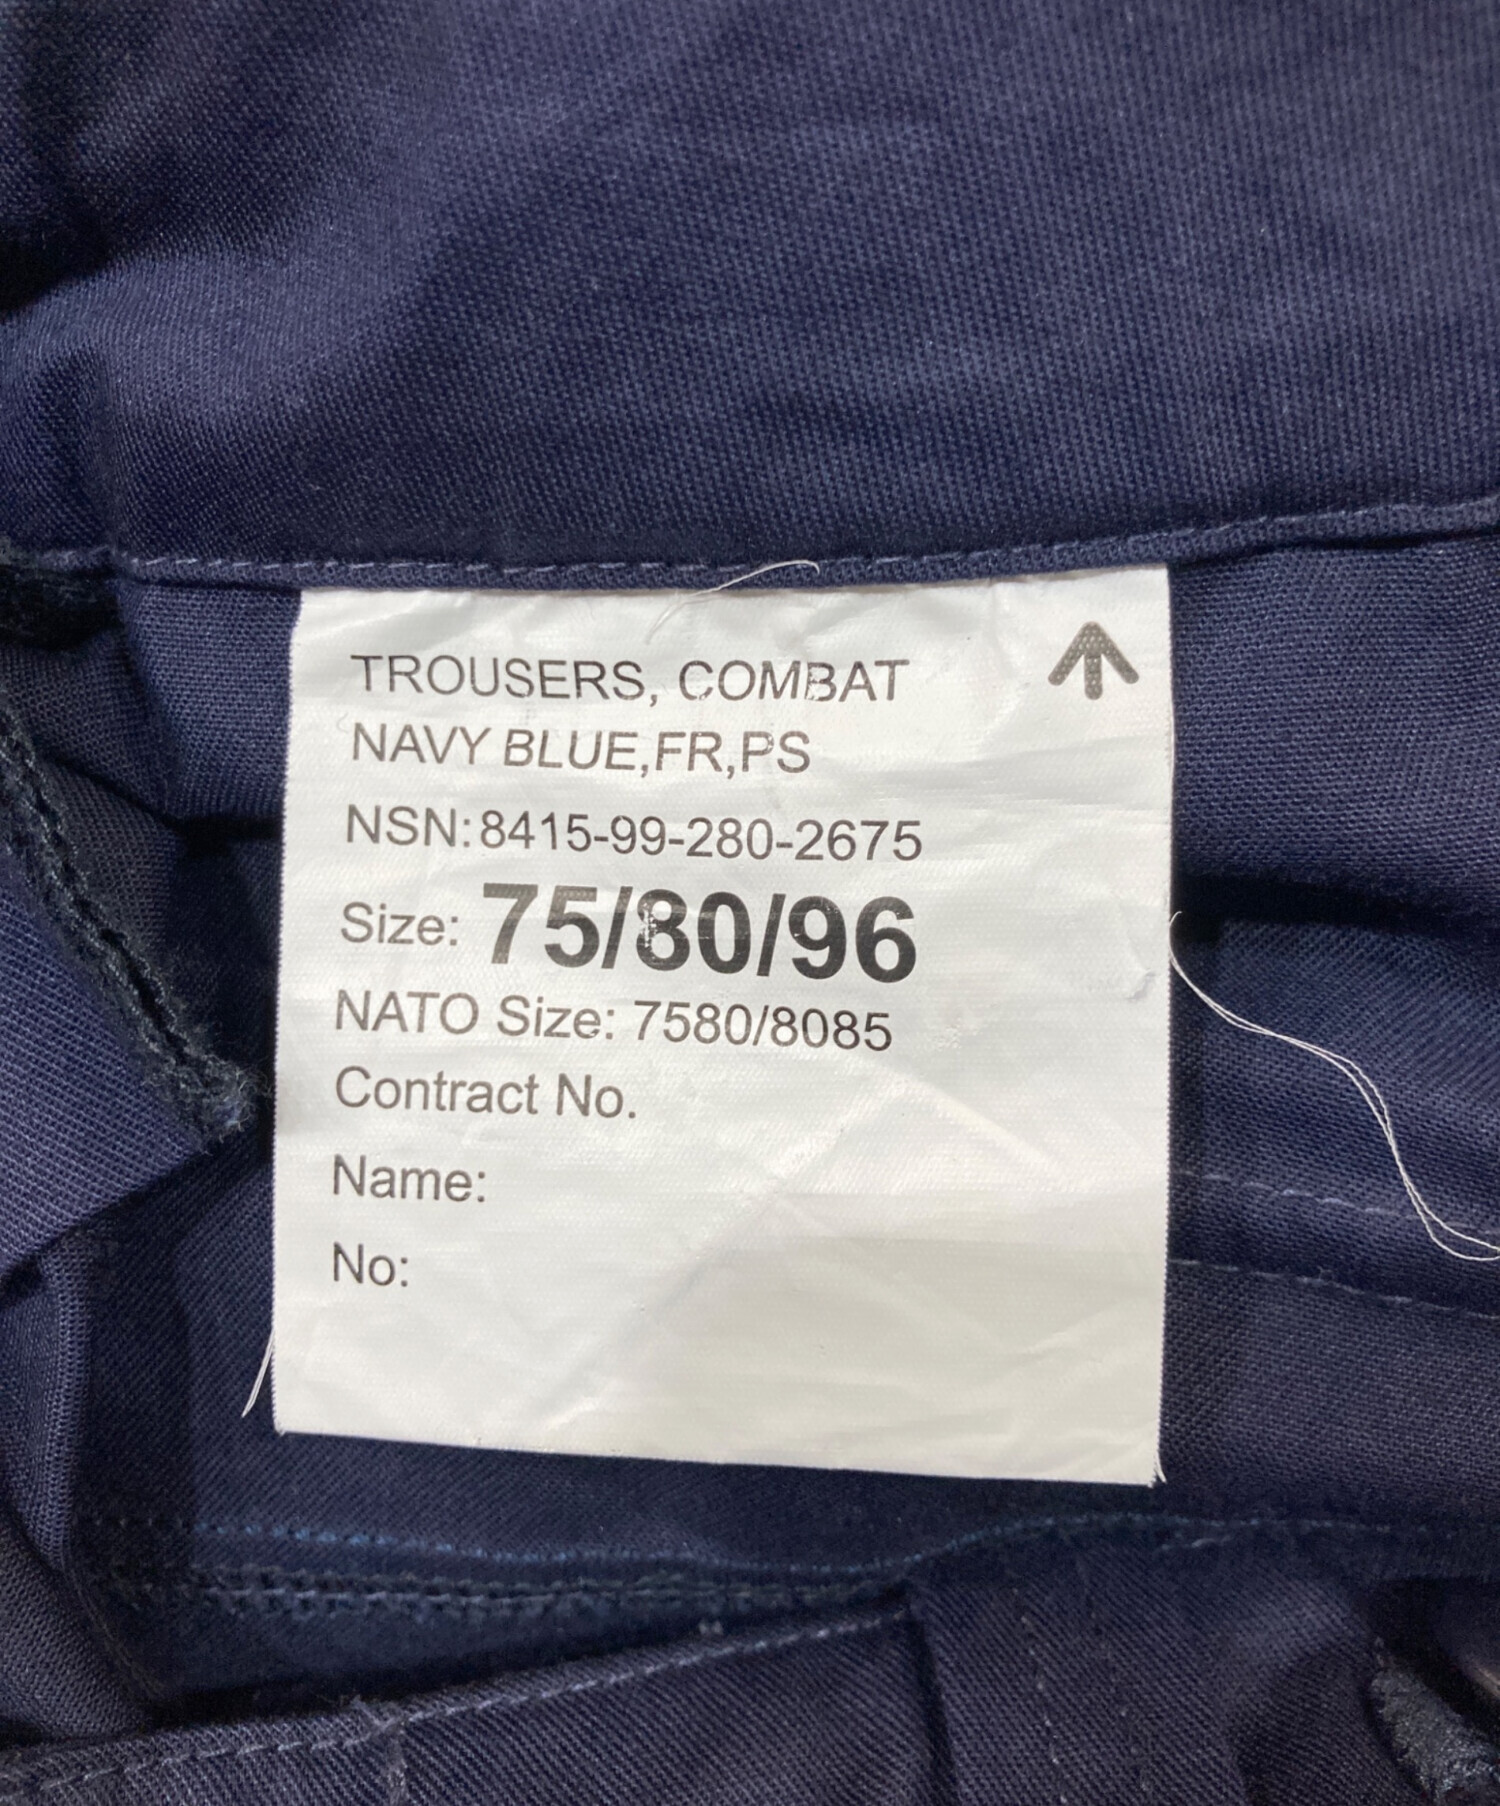 TROUSERS, COMBAT
NAVY BLUE,FR,PS
NSN:8415-99-280-2675
Size: 75/80/96
NATO Size: 7580/8085
Contract No.
Name:
No: